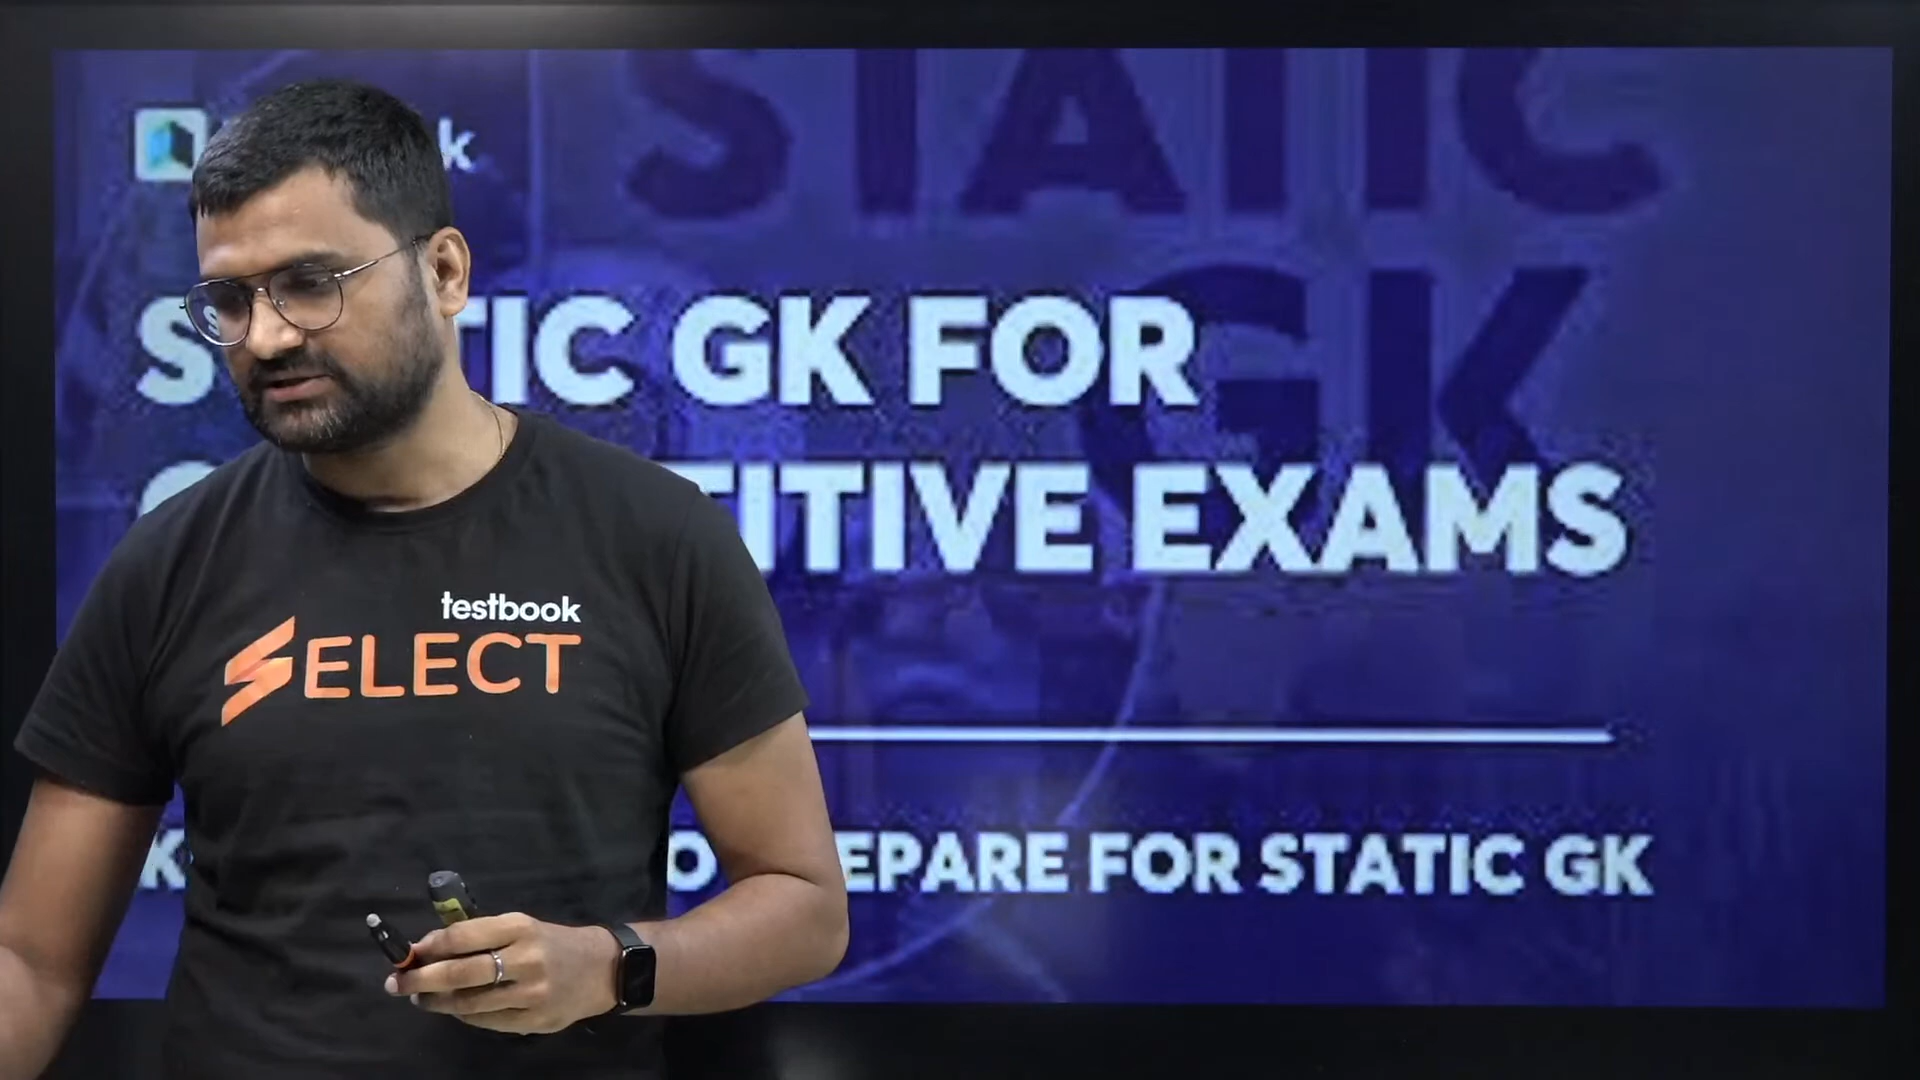 STATIC
GK
k
S TIC GK FOR
TITIVE EXAMS
testbook
SELECT
K O EPARE FOR STATIC GK